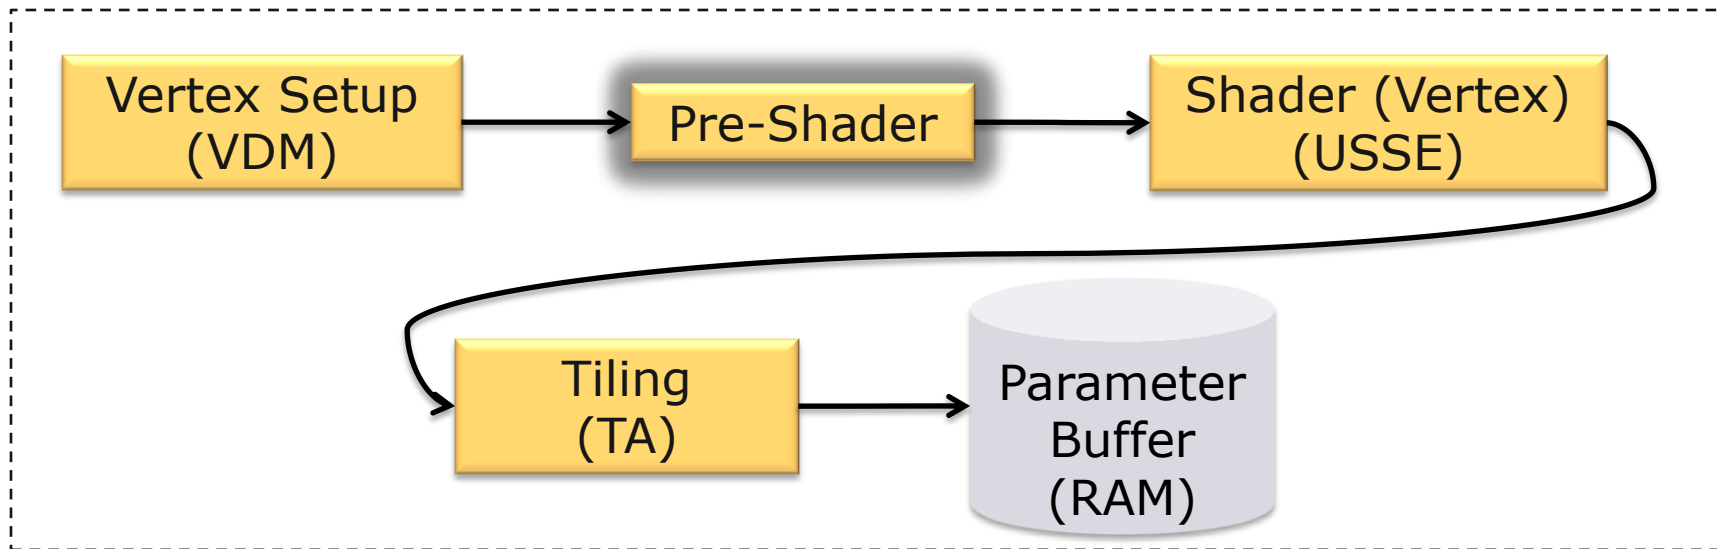 Vertex Setup
(VDM)
Pre-Shader
Shader (Vertex)
(USSE)
Tiling
(TA)
Parameter
Buffer
(RAM)